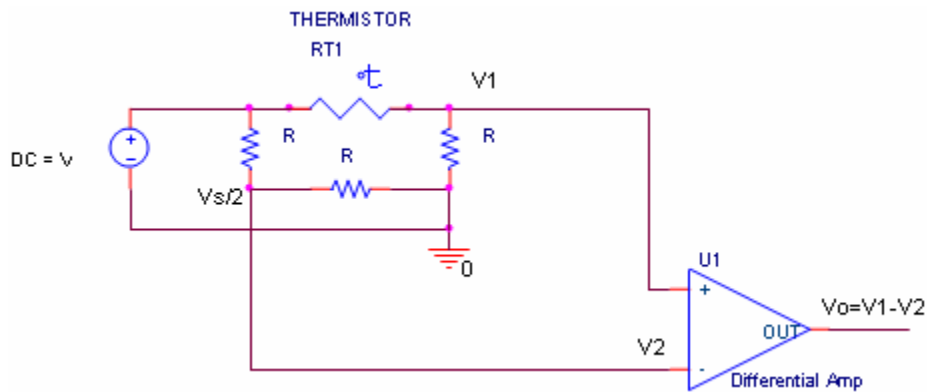 THERMISTOR
RT1
°t
V1
R
R
R
DC = V
Vs/2
0
U1
+
-
OUT
Vo=V1-V2
V2
Differential Amp